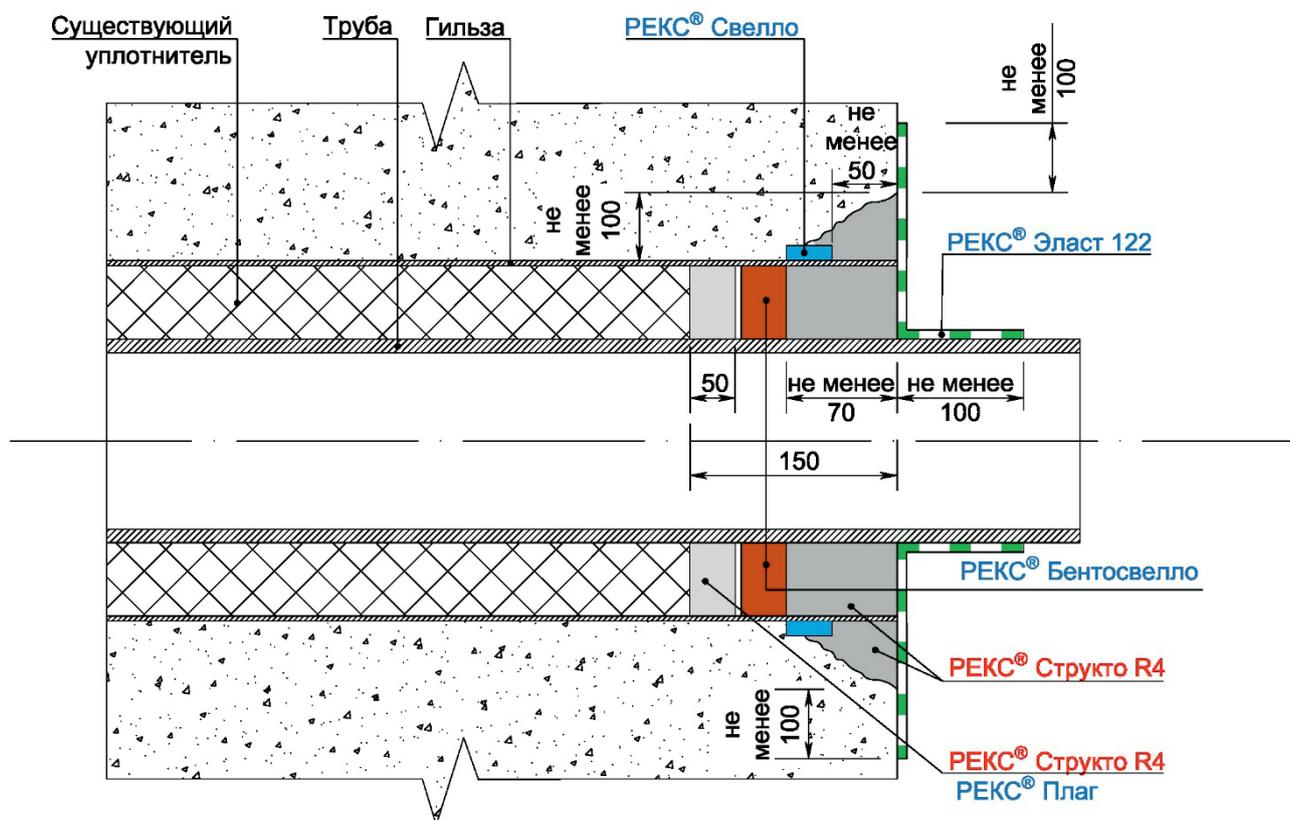 Существующий
уплотнитель
Труба
Гильза
РЕКС® Свелло
не
менее
100
не
менее
50
не
менее
100
РЕКС® Эласт 122
50
не менее
70
не менее
100
150
РЕКС® Бентосвелло
РЕКС® Структо R4
не
менее
100
РЕКС® Структо R4
РЕКС® Плаг